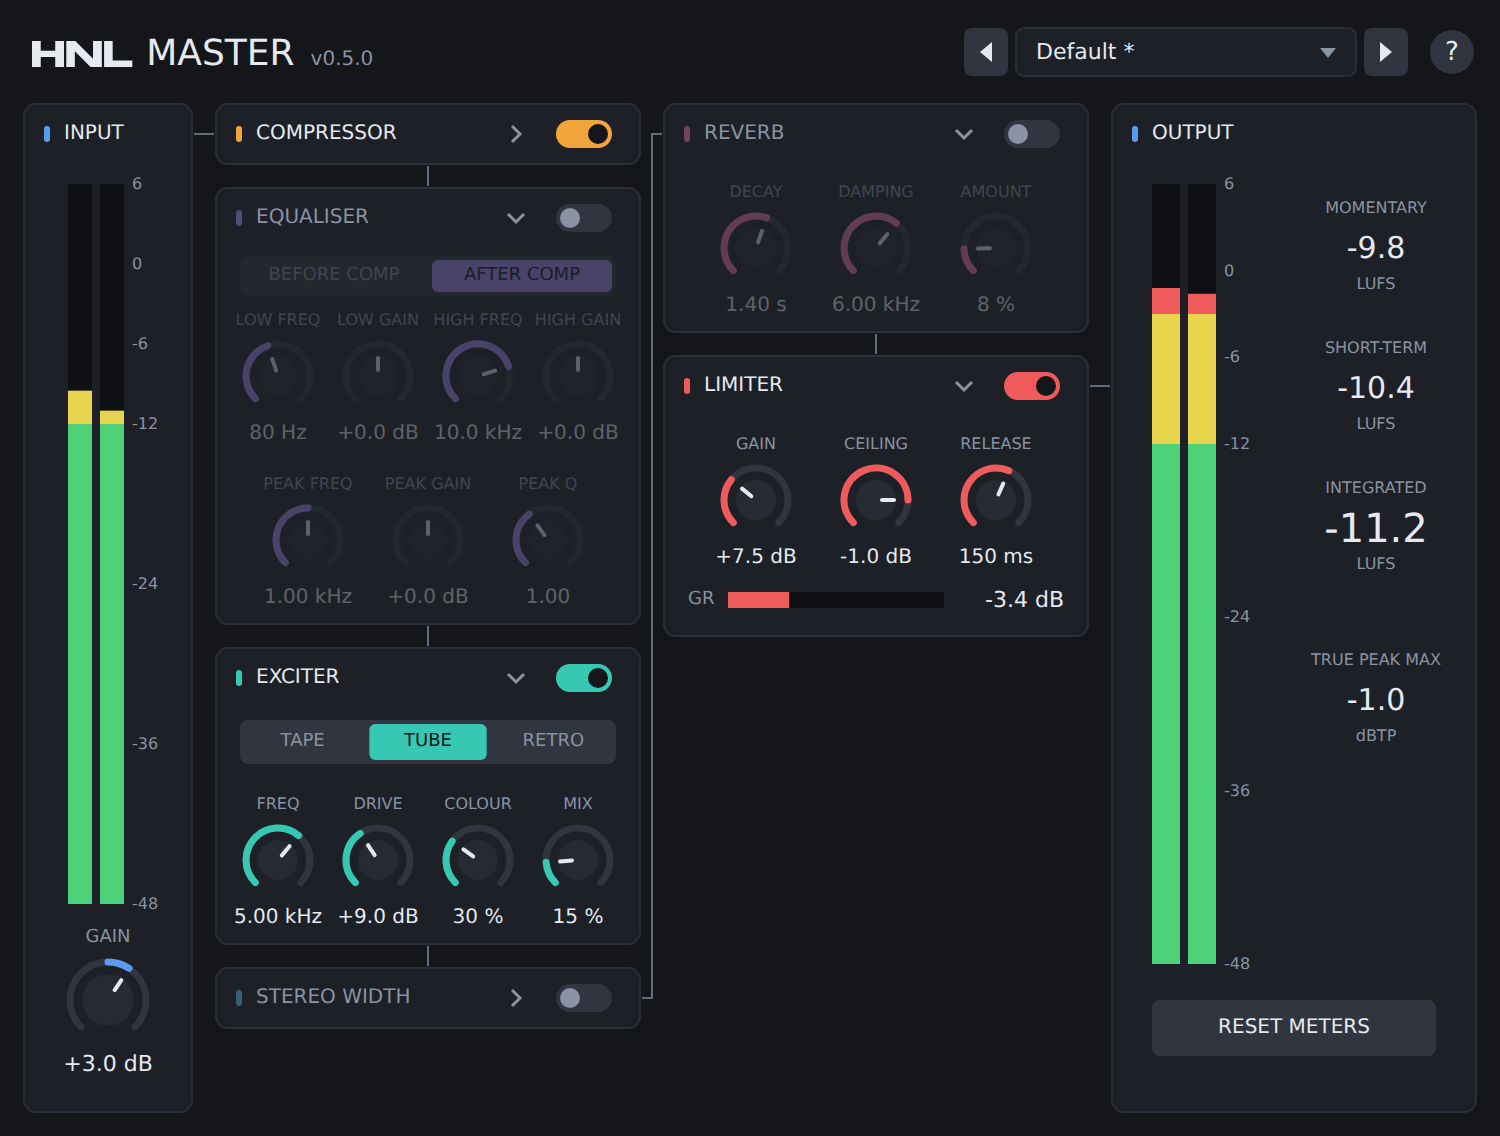 HNL MASTER v0.5.0
Default *
?
INPUT
6
0
-6
-12
-24
-36
-48
GAIN
+3.0 dB
COMPRESSOR
EQUALISER
BEFORE COMP AFTER COMP
LOW FREQ LOW GAIN HIGH FREQ HIGH GAIN
80 Hz +0.0 dB 10.0 kHz +0.0 dB
PEAK FREQ PEAK GAIN PEAK Q
1.00 kHz +0.0 dB 1.00
EXCITER
TAPE TUBE RETRO
FREQ DRIVE COLOUR MIX
5.00 kHz +9.0 dB 30 % 15 %
STEREO WIDTH
REVERB
DECAY DAMPING AMOUNT
1.40 s 6.00 kHz 8 %
LIMITER
GAIN CEILING RELEASE
+7.5 dB -1.0 dB 150 ms
GR -3.4 dB
OUTPUT
6
0
-6
-12
-24
-36
-48
MOMENTARY
-9.8
LUFS
SHORT-TERM
-10.4
LUFS
INTEGRATED
-11.2
LUFS
TRUE PEAK MAX
-1.0
dBTP
RESET METERS